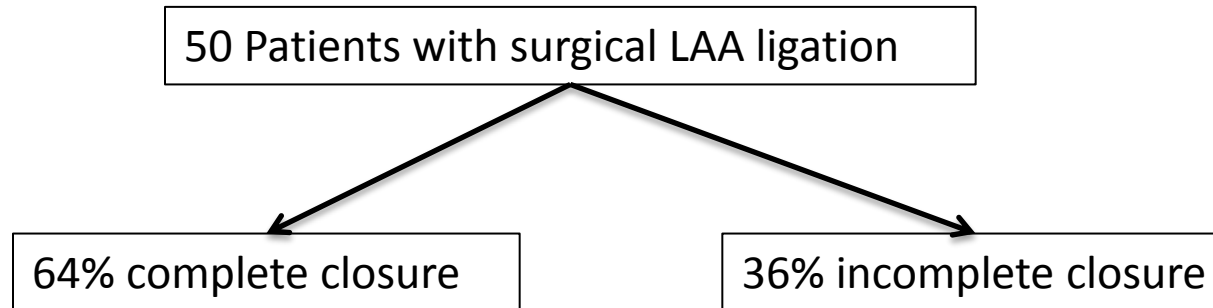 50 Patients with surgical LAA ligation
64% complete closure
36% incomplete closure